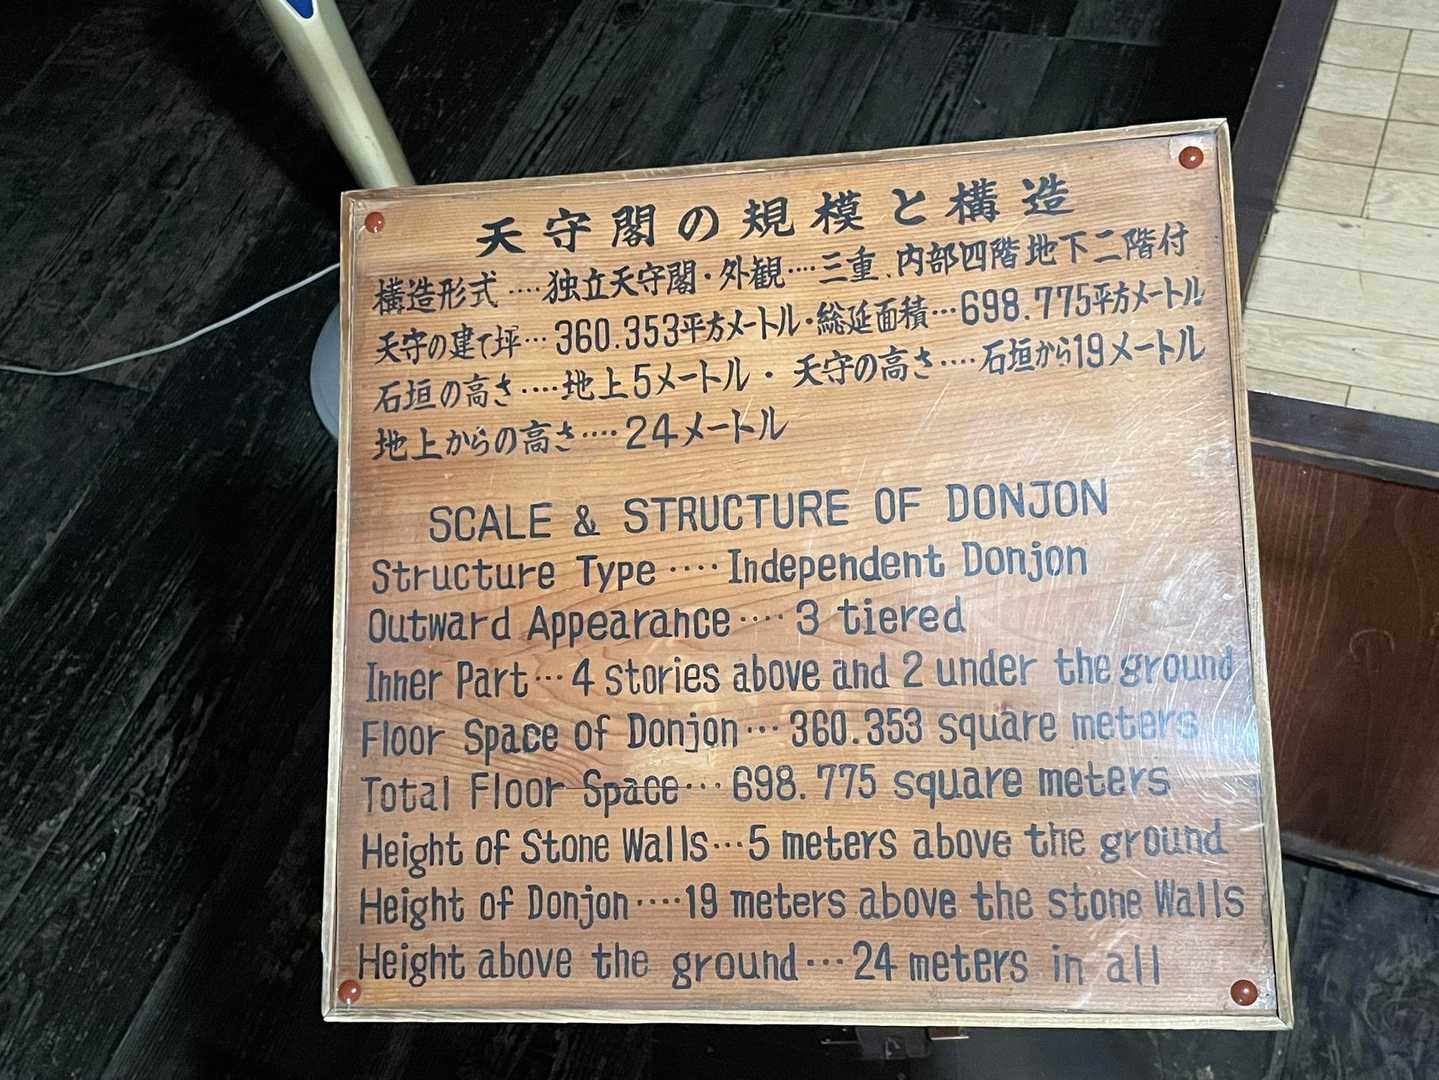 天守閣の規模と構造
構造形式‥‥独立天守閣・外観‥‥三重、内部四階地下二階付
天守の建て坪…360.353平方メートル・総延面積…698.775平方メートル
石垣の高さ‥‥地上5メートル・天守の高さ‥‥石垣から19メートル
地上からの高さ‥‥24メートル
SCALE & STRUCTURE OF DONJON
Structure Type ‥‥ Independent Donjon
Outward Appearance ‥‥ 3 tiered
Inner Part … 4 stories above and 2 under the ground
Floor Space of Donjon … 360.353 square meters
Total Floor Space … 698.775 square meters
Height of Stone Walls … 5 meters above the ground
Height of Donjon ‥‥ 19 meters above the stone Walls
Height above the ground … 24 meters in all